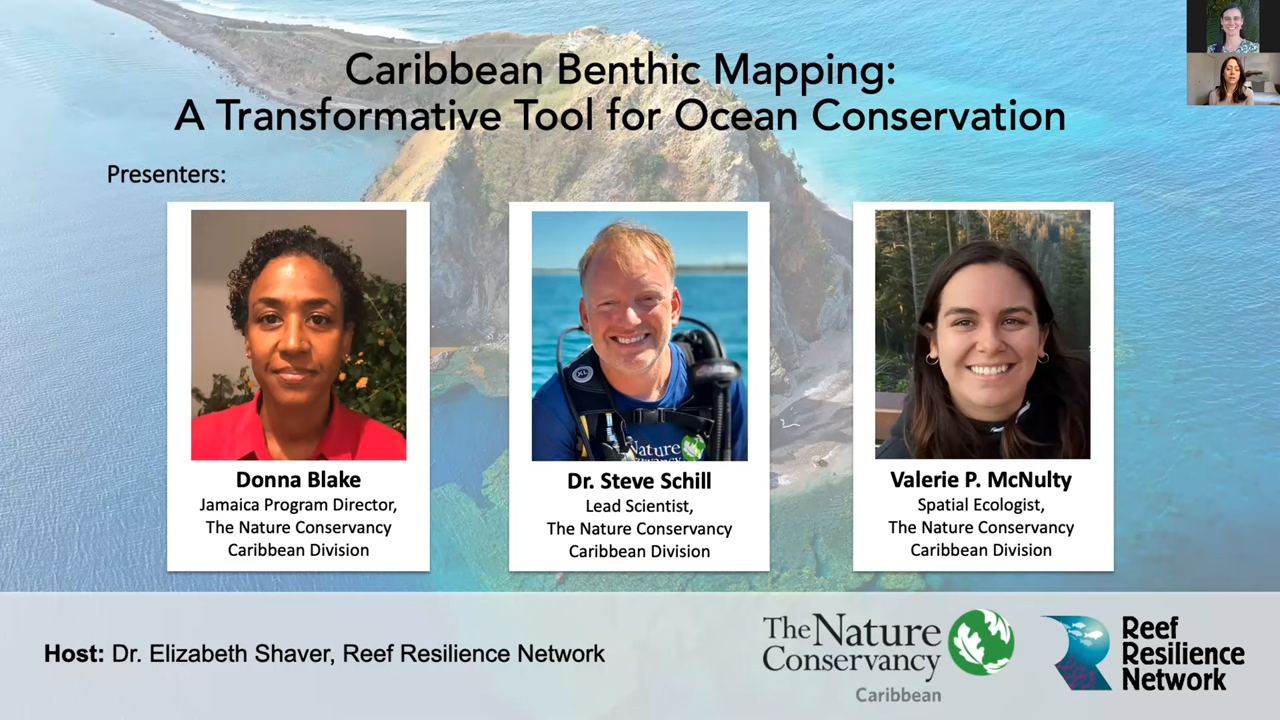 Caribbean Benthic Mapping:
A Transformative Tool for Ocean Conservation
Presenters:
Donna Blake
Jamaica Program Director,
The Nature Conservancy
Caribbean Division
Dr. Steve Schill
Lead Scientist,
The Nature Conservancy
Caribbean Division
Valerie P. McNulty
Spatial Ecologist,
The Nature Conservancy
Caribbean Division
Host: Dr. Elizabeth Shaver, Reef Resilience Network
The Nature
Conservancy
Caribbean
Reef
Resilience
Network